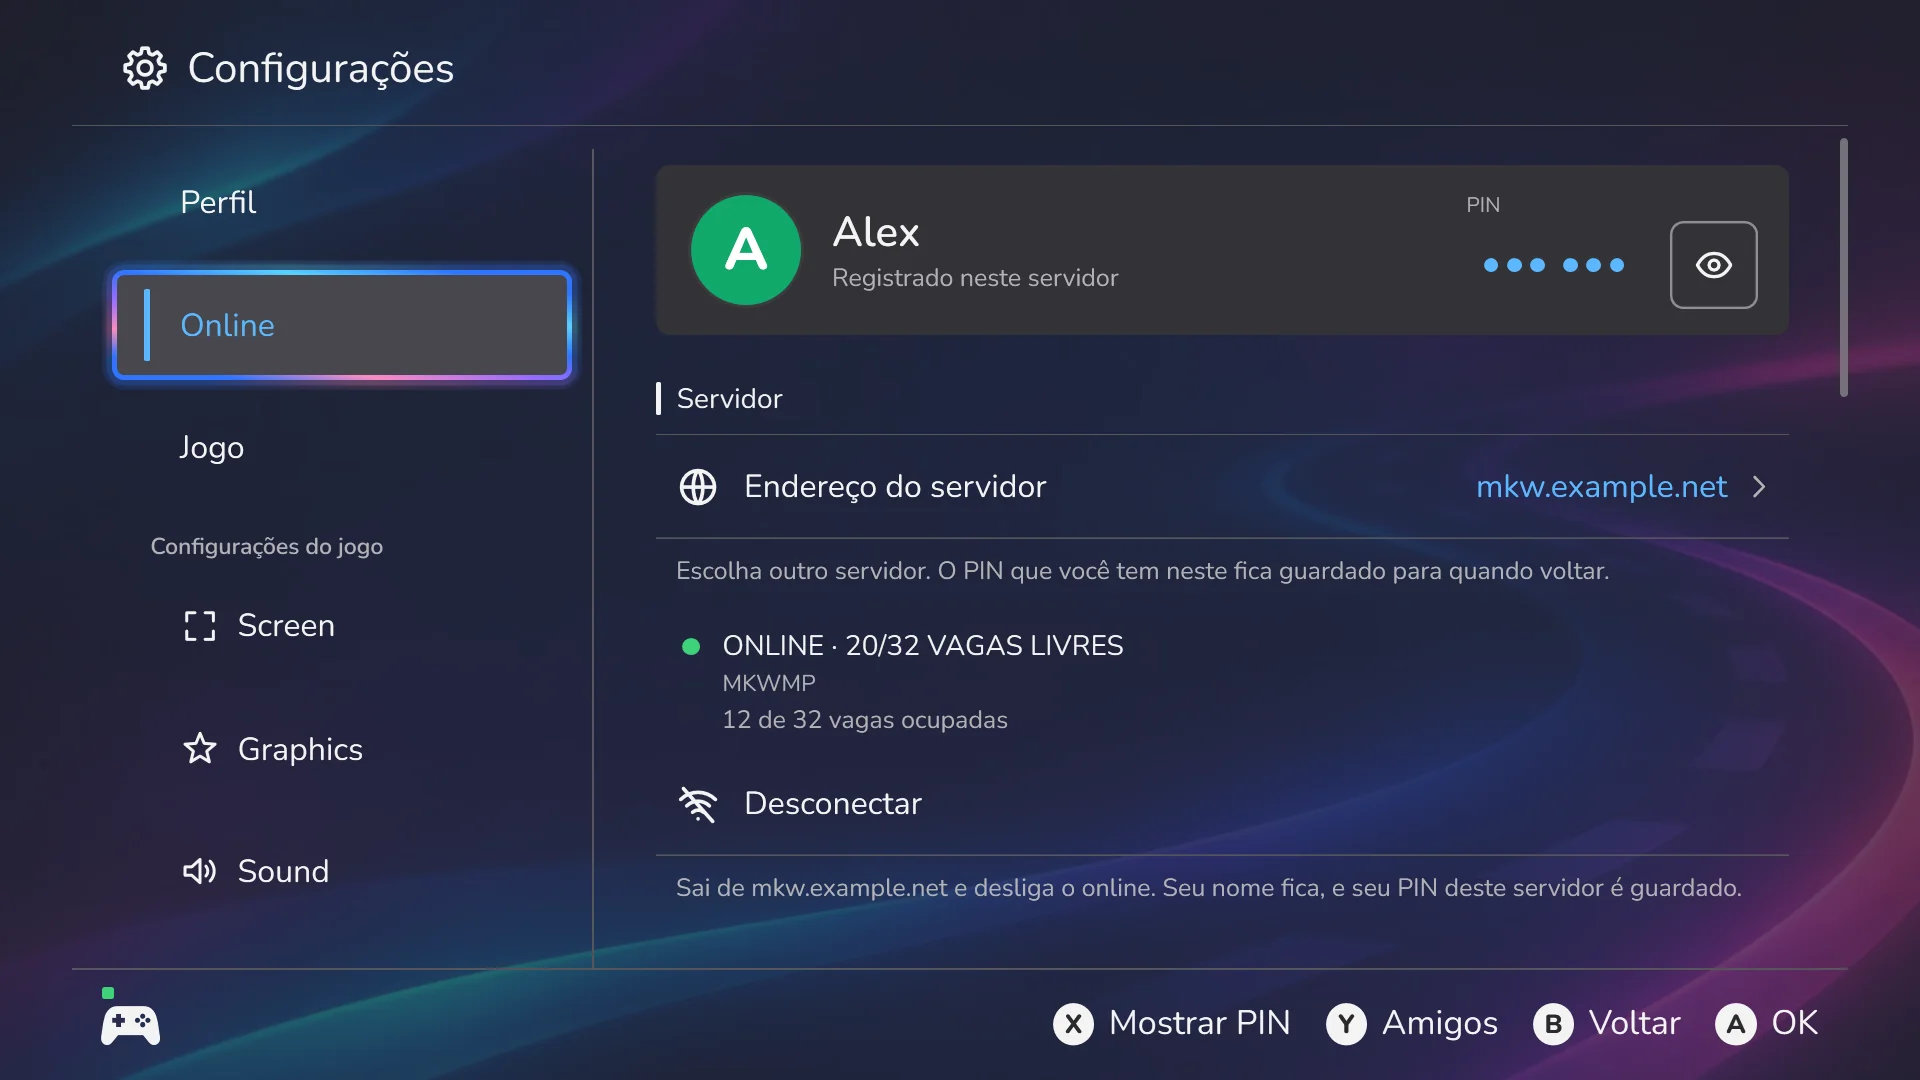 Configurações
Perfil
Online
Jogo
Configurações do jogo
Screen
Graphics
Sound
A
Alex
Registrado neste servidor
PIN
Servidor
Endereço do servidor
mkw.example.net
Escolha outro servidor. O PIN que você tem neste fica guardado para quando voltar.
ONLINE · 20/32 VAGAS LIVRES
MKWMP
12 de 32 vagas ocupadas
Desconectar
Sai de mkw.example.net e desliga o online. Seu nome fica, e seu PIN deste servidor é guardado.
X Mostrar PIN
Y Amigos
B Voltar
A OK